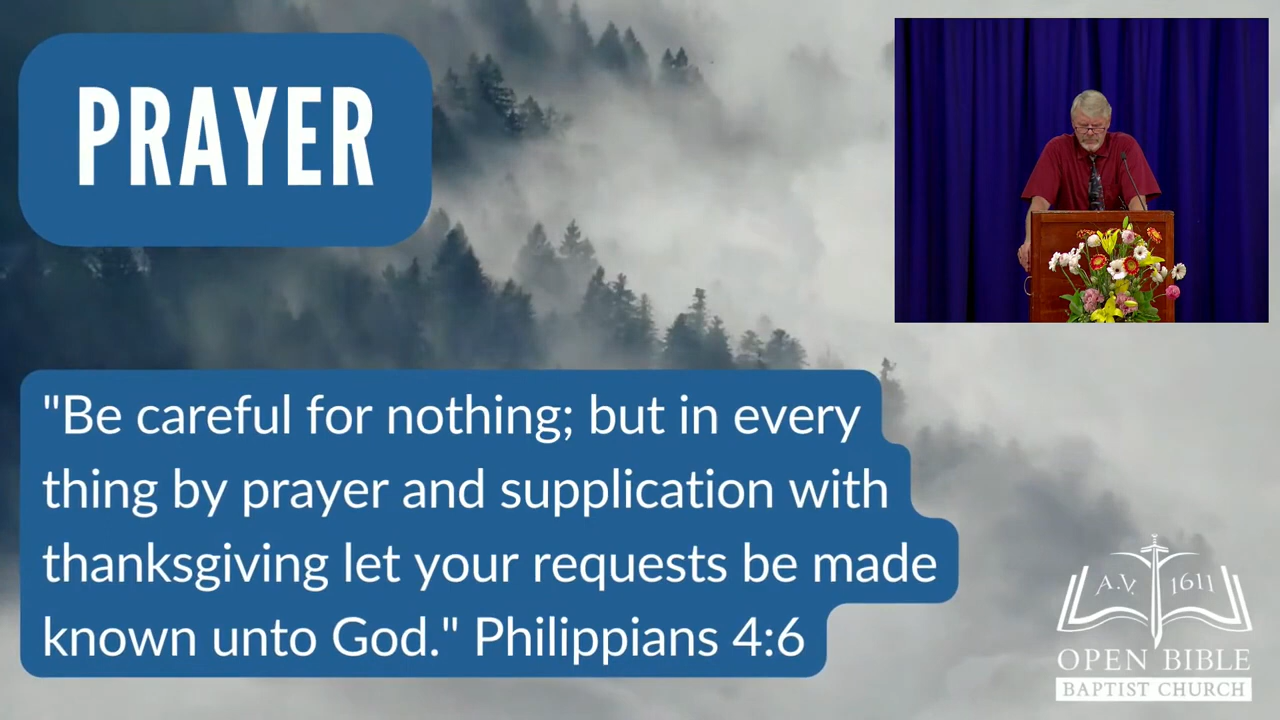 PRAYER
"Be careful for nothing; but in every
thing by prayer and supplication with
thanksgiving let your requests be made
known unto God." Philippians 4:6
A.V. 1611
OPEN BIBLE
BAPTIST CHURCH